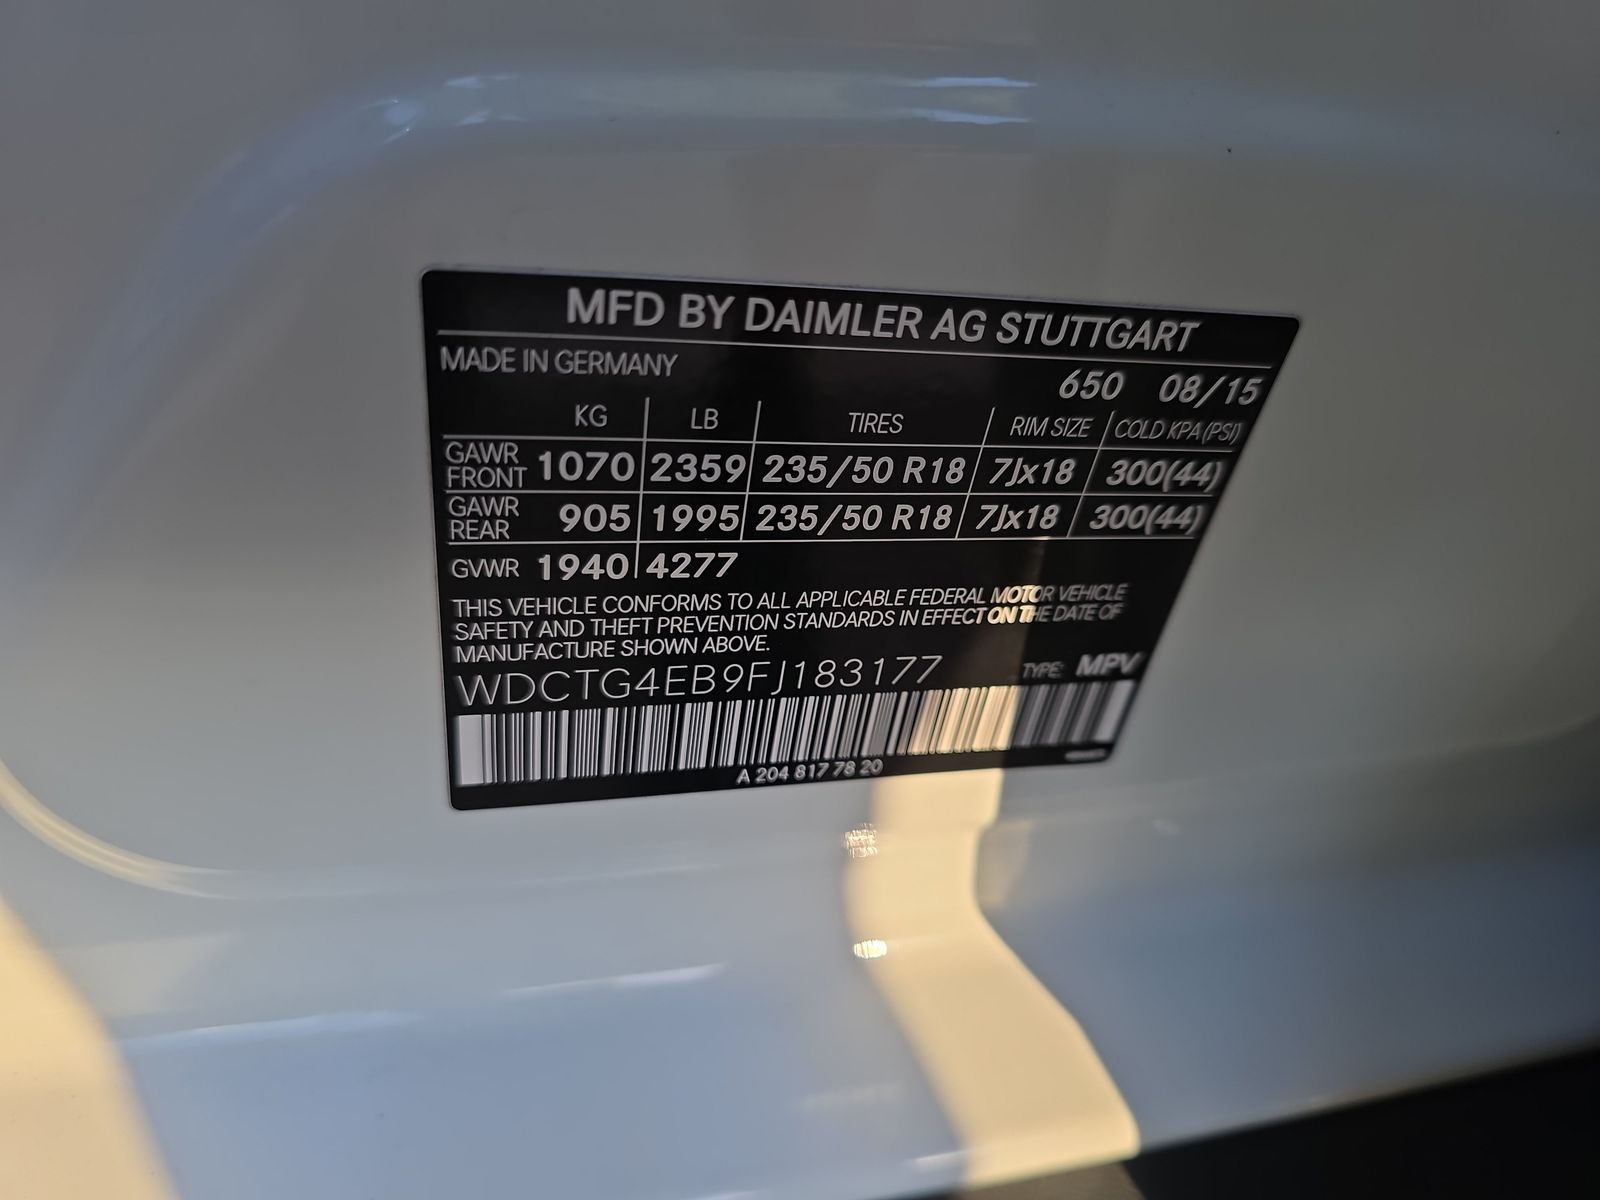 MFD BY DAIMLER AG STUTTGART
MADE IN GERMANY
650 08/15
KG LB TIRES RIM SIZE COLD KPA (PSI)
GAWR FRONT 1070 2359 235/50 R18 7Jx18 300(44)
GAWR REAR 905 1995 235/50 R18 7Jx18 300(44)
GVWR 1940 4277
THIS VEHICLE CONFORMS TO ALL APPLICABLE FEDERAL MOTOR VEHICLE
SAFETY AND THEFT PREVENTION STANDARDS IN EFFECT ON THE DATE OF
MANUFACTURE SHOWN ABOVE.
WDCTG4EB9FJ183177 TYPE: MPV
A 204 817 78 20